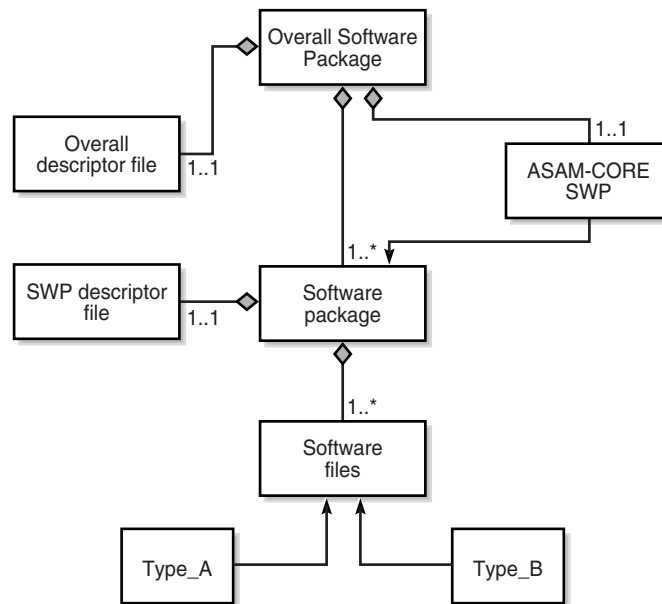 Overall Software
Package
Overall
descriptor file
1..1
1..1
ASAM-CORE
SWP
1..*
SWP descriptor
file
1..1
Software
package
1..*
Software
files
Type_A
Type_B